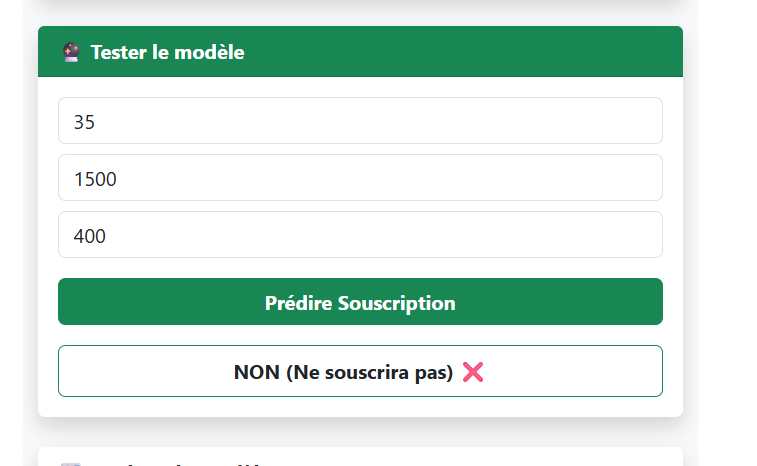 🔮 Tester le modèle
35
1500
400
Prédire Souscription
NON (Ne souscrira pas) ❌